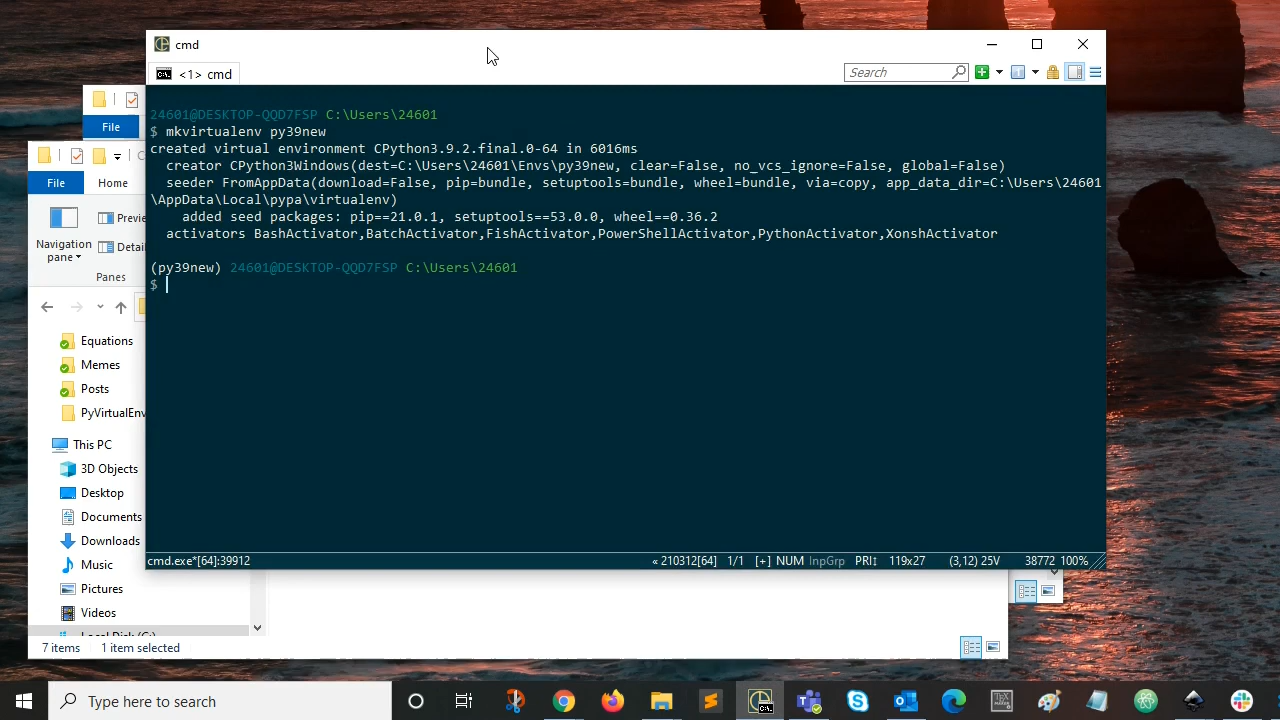 cmd
<1> cmd
Search
24601@DESKTOP-QQD7FSP C:\Users\24601
$ mkvirtualenv py39new
created virtual environment CPython3.9.2.final.0-64 in 6016ms
  creator CPython3Windows(dest=C:\Users\24601\Envs\py39new, clear=False, no_vcs_ignore=False, global=False)
  seeder FromAppData(download=False, pip=bundle, setuptools=bundle, wheel=bundle, via=copy, app_data_dir=C:\Users\24601
\AppData\Local\pypa\virtualenv)
    added seed packages: pip==21.0.1, setuptools==53.0.0, wheel==0.36.2
  activators BashActivator,BatchActivator,FishActivator,PowerShellActivator,PythonActivator,XonshActivator
(py39new) 24601@DESKTOP-QQD7FSP C:\Users\24601
$
cmd.exe*[64]:39912
« 210312[64] 1/1 [+] NUM InpGrp PRI↕ 119x27 (3,12) 25V 38772 100%
File
File
Home
Navigation
pane
Panes
Equations
Memes
Posts
PyVirtualEnv
This PC
3D Objects
Desktop
Documents
Downloads
Music
Pictures
Videos
7 items 1 item selected
Type here to search